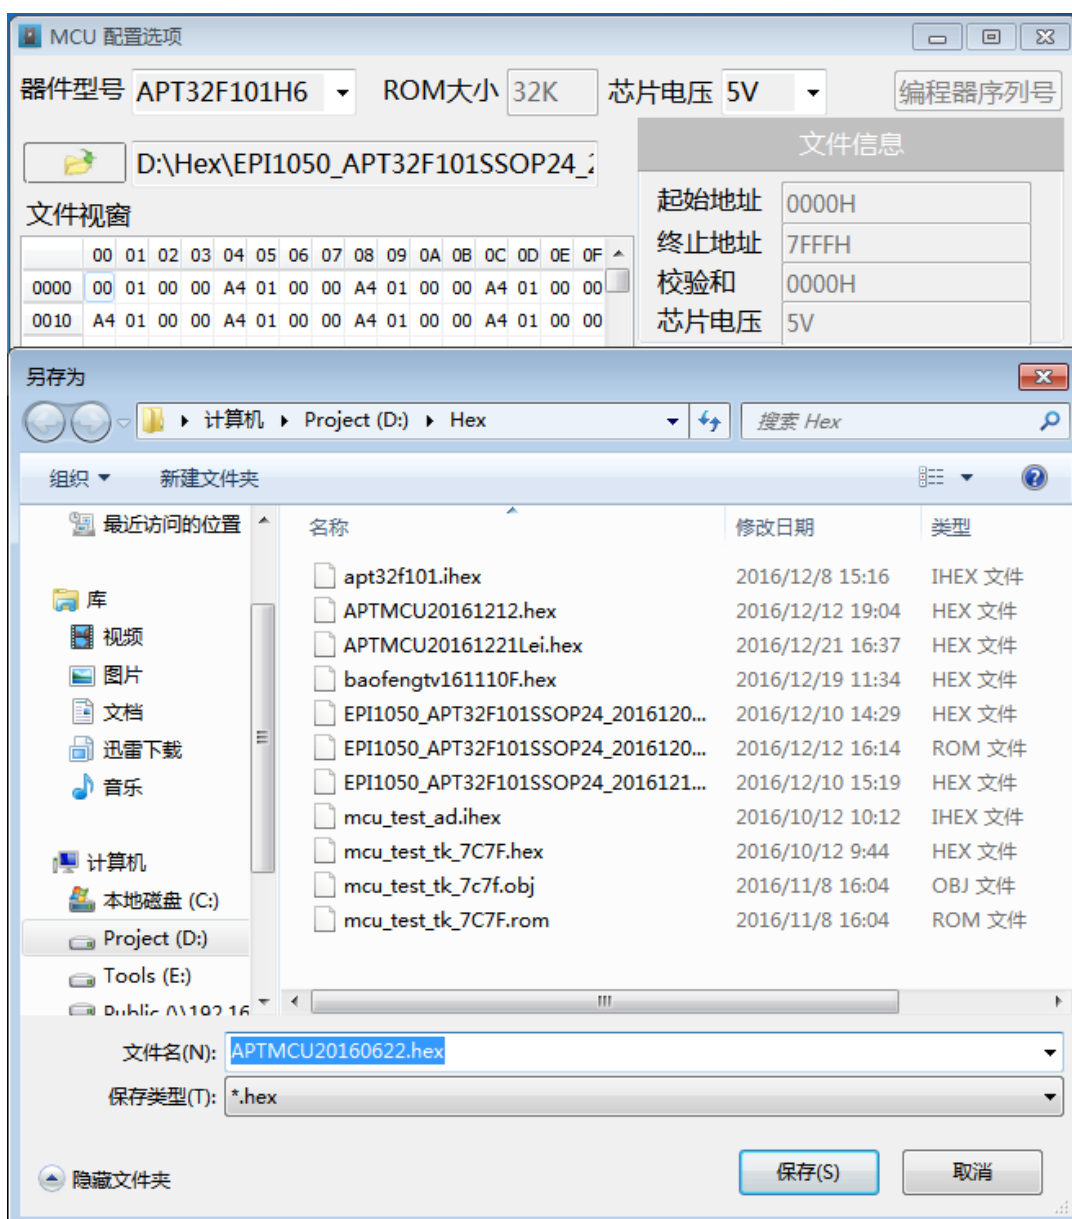 MCU 配置选项
器件型号 APT32F101H6 ROM大小 32K 芯片电压 5V 编程器序列号
D:\Hex\EPI1050_APT32F101SSOP24_
文件信息
起始地址 0000H
终止地址 7FFFH
校验和 0000H
芯片电压 5V
文件视窗
00 01 02 03 04 05 06 07 08 09 0A 0B 0C 0D 0E 0F
0000 00 01 00 00 A4 01 00 00 A4 01 00 00 A4 01 00 00
0010 A4 01 00 00 A4 01 00 00 A4 01 00 00 A4 01 00 00
另存为
计算机 Project (D:) Hex 搜索 Hex
组织 新建文件夹
最近访问的位置
库
视频
图片
文档
迅雷下载
音乐
计算机
本地磁盘 (C:)
Project (D:)
Tools (E:)
名称 修改日期 类型
apt32f101.ihex 2016/12/8 15:16 IHEX 文件
APTMCU20161212.hex 2016/12/12 19:04 HEX 文件
APTMCU20161221Lei.hex 2016/12/21 16:37 HEX 文件
baofengtv161110F.hex 2016/12/19 11:34 HEX 文件
EPI1050_APT32F101SSOP24_2016120... 2016/12/10 14:29 HEX 文件
EPI1050_APT32F101SSOP24_2016120... 2016/12/12 16:14 ROM 文件
EPI1050_APT32F101SSOP24_2016121... 2016/12/10 15:19 HEX 文件
mcu_test_ad.ihex 2016/10/12 10:12 IHEX 文件
mcu_test_tk_7C7F.hex 2016/10/12 9:44 HEX 文件
mcu_test_tk_7c7f.obj 2016/11/8 16:04 OBJ 文件
mcu_test_tk_7C7F.rom 2016/11/8 16:04 ROM 文件
文件名(N): APTMCU20160622.hex
保存类型(T): *.hex
隐藏文件夹 保存(S) 取消